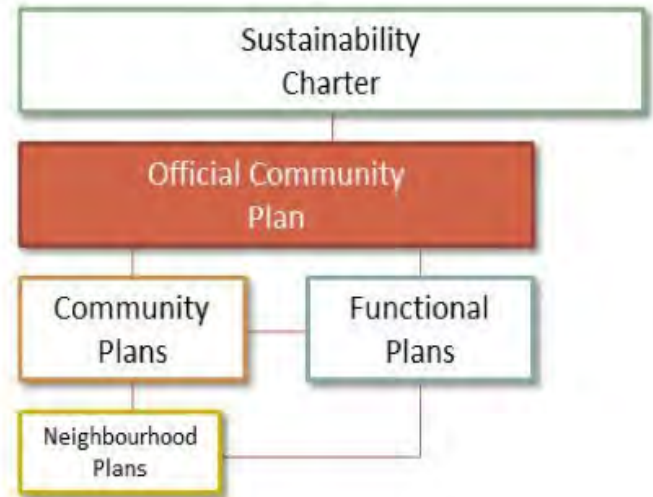 Sustainability
Charter
Official Community
Plan
Community
Plans
Functional
Plans
Neighbourhood
Plans